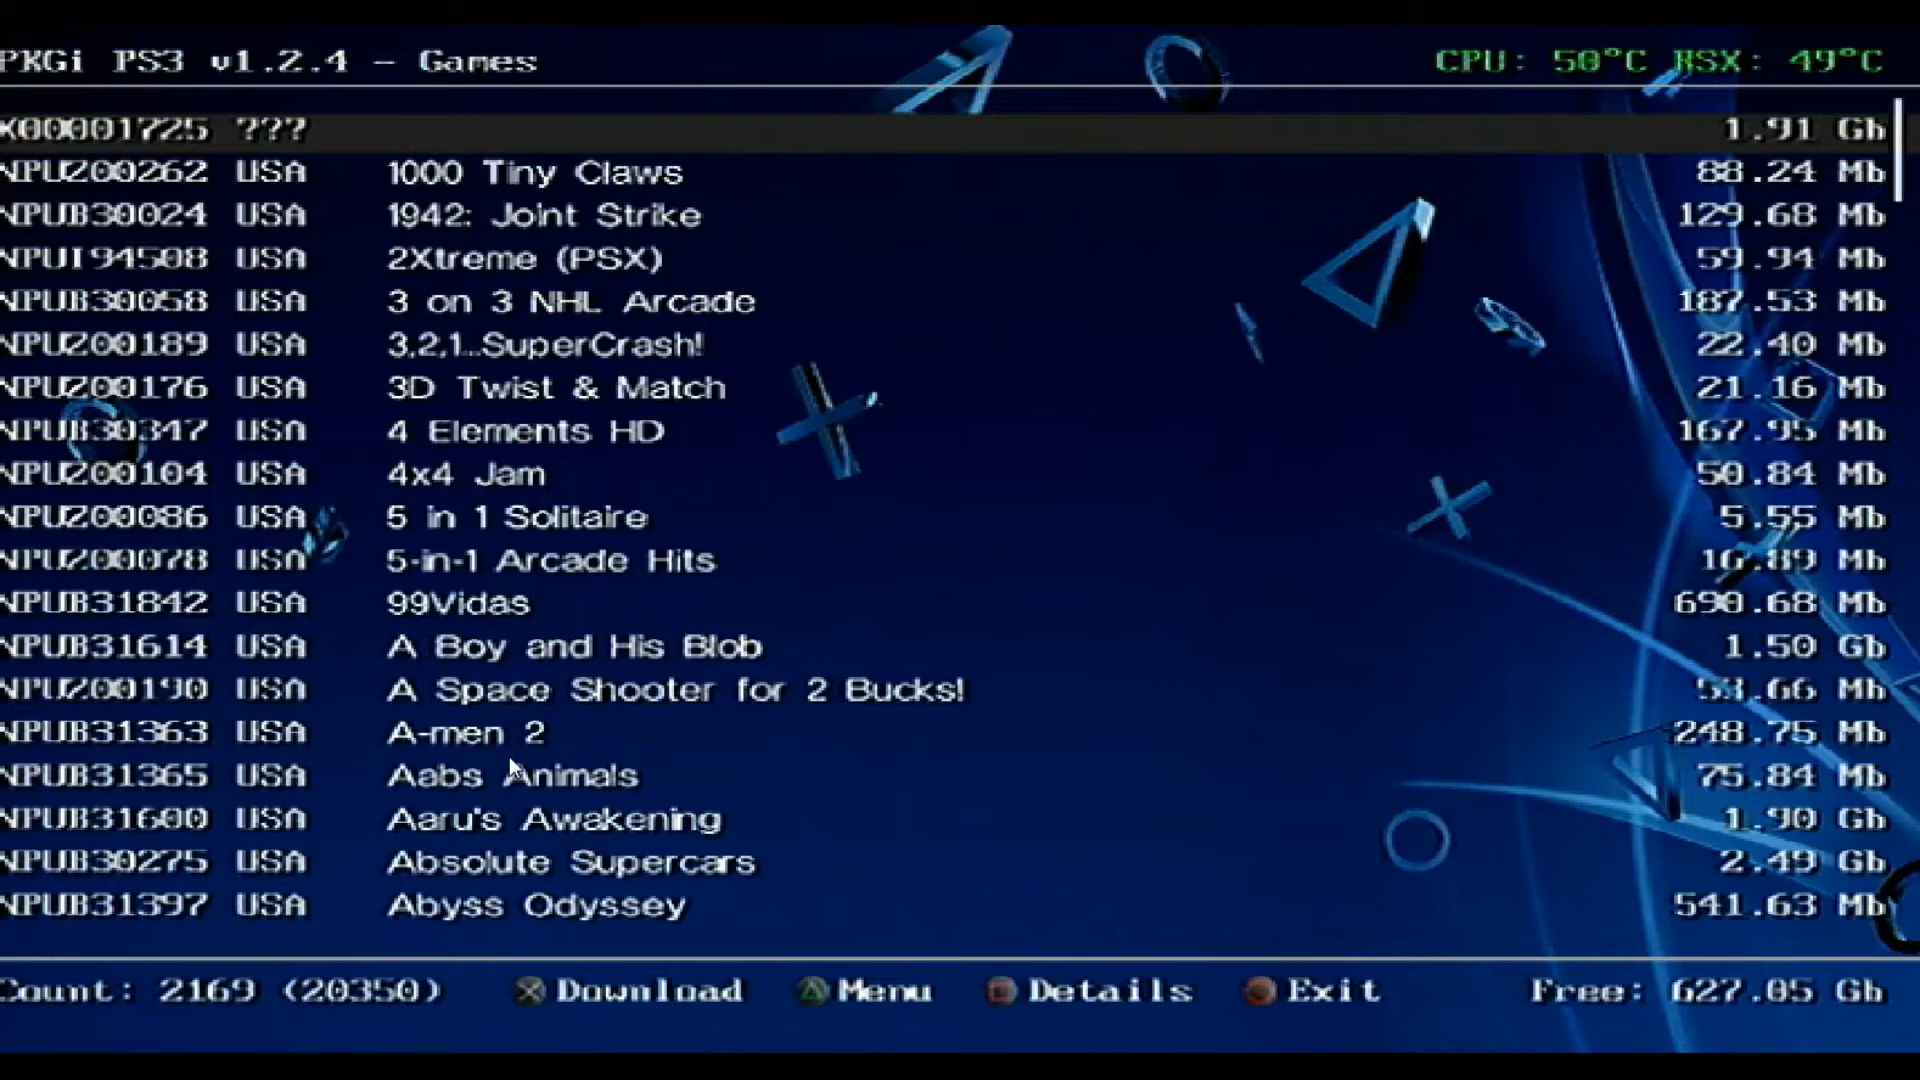 PKGi PS3 v1.2.4 - Games CPU: 50°C RSX: 49°C
X00001725 ??? 1.91 Gb
NPUZ00262 USA 1000 Tiny Claws 88.24 Mb
NPUB30024 USA 1942: Joint Strike 129.68 Mb
NPUI94508 USA 2Xtreme (PSX) 59.94 Mb
NPUB30058 USA 3 on 3 NHL Arcade 187.53 Mb
NPUZ00189 USA 3,2,1...SuperCrash! 22.40 Mb
NPUZ00176 USA 3D Twist & Match 21.16 Mb
NPUB30347 USA 4 Elements HD 167.95 Mb
NPUZ00104 USA 4x4 Jam 50.84 Mb
NPUZ00086 USA 5 in 1 Solitaire 5.55 Mb
NPUZ00078 USA 5-in-1 Arcade Hits 16.89 Mb
NPUB31842 USA 99Vidas 690.68 Mb
NPUB31614 USA A Boy and His Blob 1.50 Gb
NPUZ00190 USA A Space Shooter for 2 Bucks! 53.66 Mb
NPUB31363 USA A-men 2 248.75 Mb
NPUB31365 USA Aabs Animals 75.84 Mb
NPUB31600 USA Aaru's Awakening 1.90 Gb
NPUB30275 USA Absolute Supercars 2.49 Gb
NPUB31397 USA Abyss Odyssey 541.63 Mb
Count: 2169 (20350) Download Menu Details Exit Free: 627.05 Gb